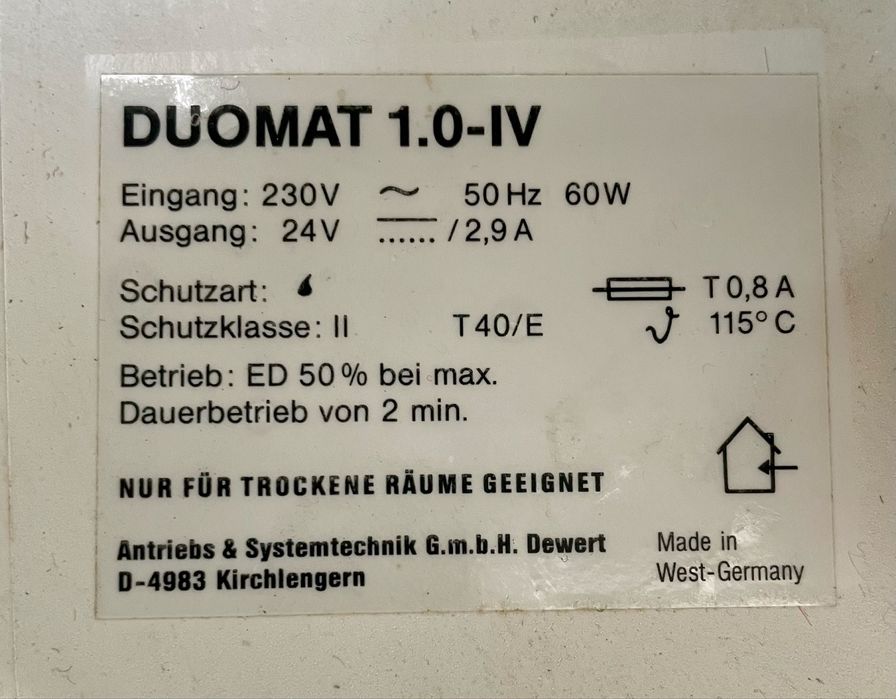 DUOMAT 1.0-IV
Eingang: 230V ~ 50 Hz 60W
Ausgang: 24V ⎓ / 2,9 A
Schutzart: T 0,8 A
Schutzklasse: II T40/E 115° C
Betrieb: ED 50 % bei max.
Dauerbetrieb von 2 min.
NUR FÜR TROCKENE RÄUME GEEIGNET
Antriebs & Systemtechnik G.m.b.H. Dewert
D-4983 Kirchlengern
Made in
West-Germany